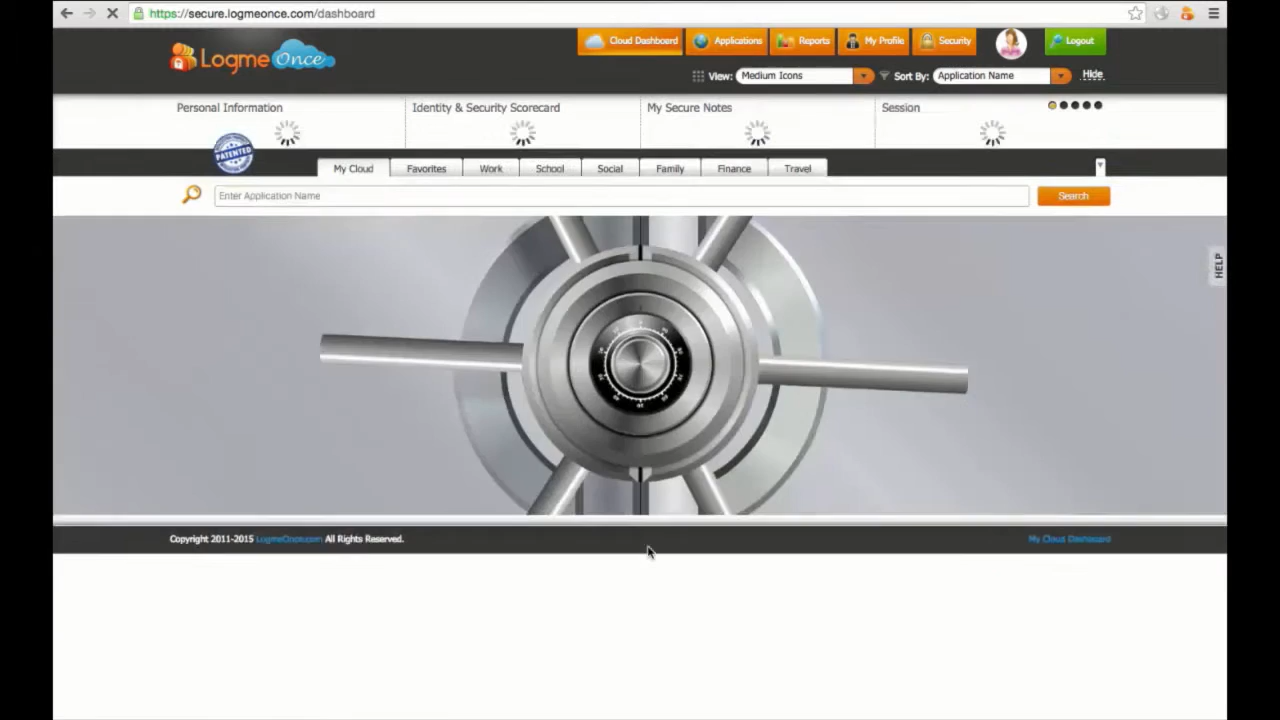 https://secure.logmeonce.com/dashboard
Logme Once
Cloud Dashboard Applications Reports My Profile Security Logout
View: Medium Icons Sort By: Application Name Hide
Personal Information Identity & Security Scorecard My Secure Notes Session
PATENTED
My Cloud Favorites Work School Social Family Finance Travel
Enter Application Name Search
HELP
Copyright 2011-2015 LogmeOnce.com All Rights Reserved. My Cloud Dashboard